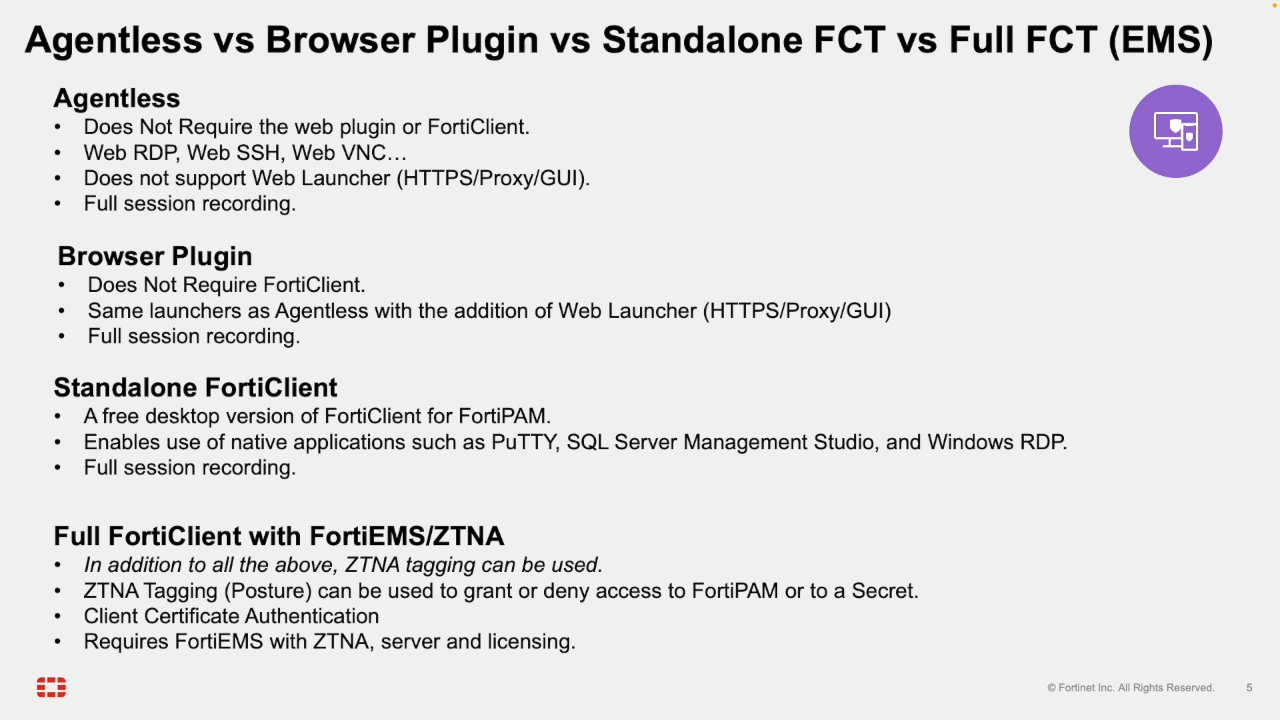 Agentless vs Browser Plugin vs Standalone FCT vs Full FCT (EMS)
Agentless
• Does Not Require the web plugin or FortiClient.
• Web RDP, Web SSH, Web VNC…
• Does not support Web Launcher (HTTPS/Proxy/GUI).
• Full session recording.
Browser Plugin
• Does Not Require FortiClient.
• Same launchers as Agentless with the addition of Web Launcher (HTTPS/Proxy/GUI)
• Full session recording.
Standalone FortiClient
• A free desktop version of FortiClient for FortiPAM.
• Enables use of native applications such as PuTTY, SQL Server Management Studio, and Windows RDP.
• Full session recording.
Full FortiClient with FortiEMS/ZTNA
• In addition to all the above, ZTNA tagging can be used.
• ZTNA Tagging (Posture) can be used to grant or deny access to FortiPAM or to a Secret.
• Client Certificate Authentication
• Requires FortiEMS with ZTNA, server and licensing.
© Fortinet Inc. All Rights Reserved. 5